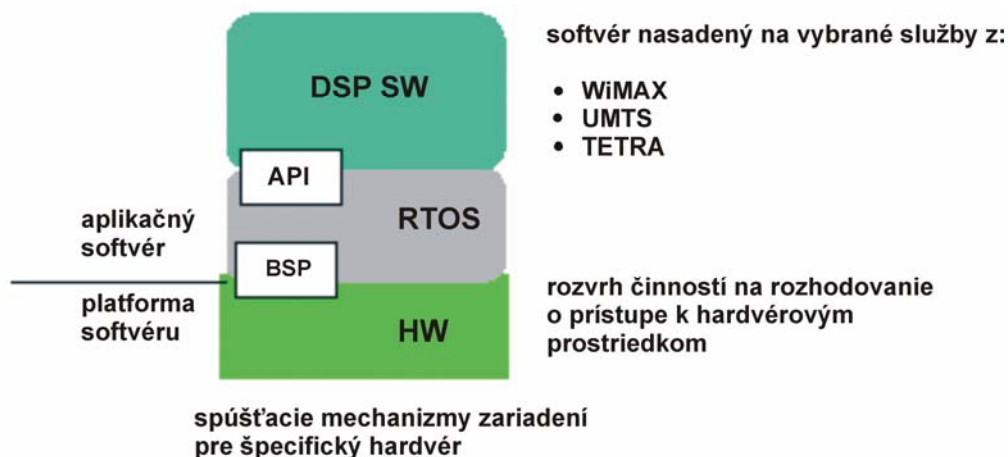 softvér nasadený na vybrané služby z:
DSP SW
• WiMAX
• UMTS
• TETRA
API
aplikačný
softvér
RTOS
BSP
platforma
softvéru
HW
rozvrh činností na rozhodovanie
o prístupe k hardvérovým
prostriedkom
spúšťacie mechanizmy zariadení
pre špecifický hardvér